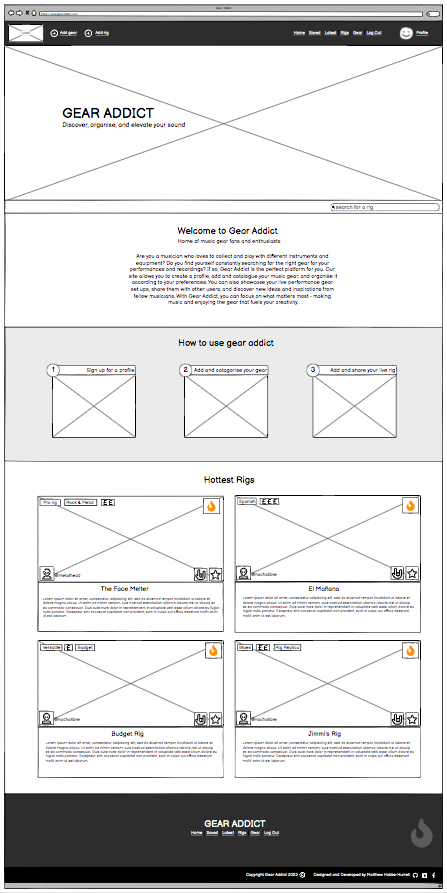 Gear Addict
Add gear
Add rig
Home Saved Latest Rigs Gear Log Out
Profile
GEAR ADDICT
Discover, organise, and elevate your sound
search for a rig
Welcome to Gear Addict
Home of music gear fans and enthusiasts
Are you a musician who loves to collect and play with different instruments and
equipment? Do you find yourself constantly searching for the right gear for your
performances and recordings? If so, Gear Addict is the perfect platform for you. Our
site allows you to create a profile, add and catalogue your music gear, and organise it
according to your preferences. You can also showcase your live performance gear
set ups, share them with other users, and discover new ideas and inspirations from
fellow musicians. With Gear Addict, you can focus on what matters most - making
music and enjoying the gear that fuels your creativity.
How to use gear addict
1 Sign up for a profile
2 Add and catagorise your gear
3 Add and share your live rig
Hottest Rigs
Pro rig Rock & Metal £ £
@metalhead
The Face Melter
Lorem ipsum dolor sit amet, consectetur adipiscing elit, sed do eiusmod tempor incididunt ut labore et
dolore magna aliqua. Ut enim ad minim veniam, quis nostrud exercitation ullamco laboris nisi ut aliquip
ex ea commodo consequat. Duis aute irure dolor in reprehenderit in voluptate velit esse cillum dolore eu fugiat
nulla pariatur. Excepteur sint occaecat cupidatat non proident, sunt in culpa qui officia deserunt mollit
anim id est laborum.
Spanish £ £ £
@nacholibre
El Mañana
Lorem ipsum dolor sit amet, consectetur adipiscing elit, sed do eiusmod tempor incididunt ut labore et
dolore magna aliqua. Ut enim ad minim veniam, quis nostrud exercitation ullamco laboris nisi ut aliquip
ex ea commodo consequat. Duis aute irure dolor in reprehenderit in voluptate velit esse cillum dolore eu
fugiat nulla pariatur. Excepteur sint occaecat cupidatat non proident, sunt in culpa qui officia deserunt
mollit anim id est laborum.
Versatile £ Budget
@nacholibre
Budget Rig
Lorem ipsum dolor sit amet, consectetur adipiscing elit, sed do eiusmod tempor incididunt ut labore et
dolore magna aliqua. Ut enim ad minim veniam, quis nostrud exercitation ullamco laboris nisi ut aliquip
ex ea commodo consequat. Duis aute irure dolor in reprehenderit in voluptate velit esse cillum dolore eu
fugiat nulla pariatur. Excepteur sint occaecat cupidatat non proident, sunt in culpa qui officia deserunt
mollit anim id est laborum.
Blues £ £ Rig Replica
@nacholibre
Jimmi's Rig
Lorem ipsum dolor sit amet, consectetur adipiscing elit, sed do eiusmod tempor incididunt ut labore et
dolore magna aliqua. Ut enim ad minim veniam, quis nostrud exercitation ullamco laboris nisi ut aliquip
ex ea commodo consequat. Duis aute irure dolor in reprehenderit in voluptate velit esse cillum dolore eu
fugiat nulla pariatur. Excepteur sint occaecat cupidatat non proident, sunt in culpa qui officia deserunt
mollit anim id est laborum.
GEAR ADDICT
Home Saved Latest Rigs Gear Log Out
Copyright Gear Addict 2023 Designed and Developed by Matthew Hobbs-Hurrell